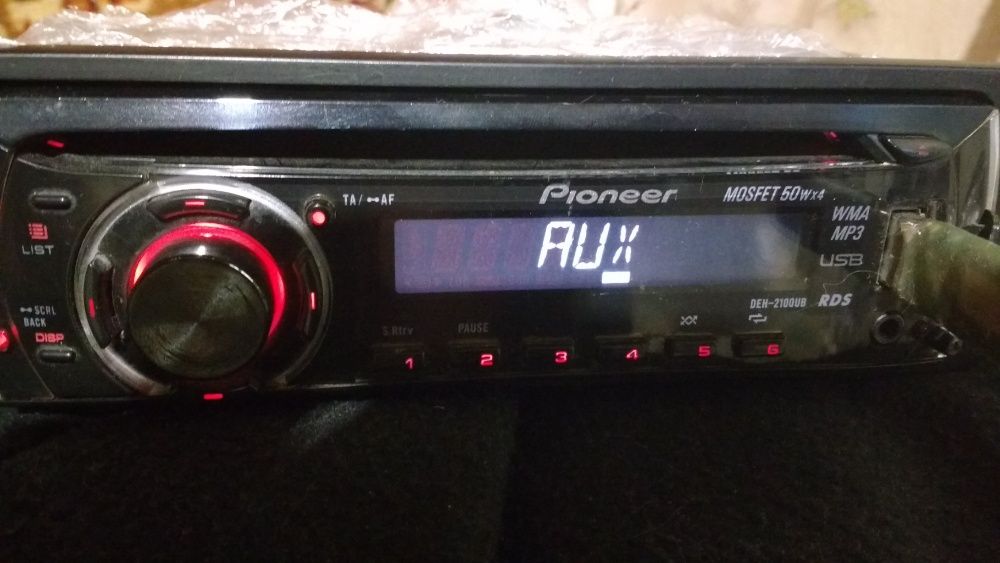 TA/ AF
Pioneer
MOSFET 50Wx4
LIST
AUX
WMA
MP3
USB
SCRL
BACK
DISP
DEH-2100UB
RDS
S.Rtrv
PAUSE
1 2 3 4 5 6